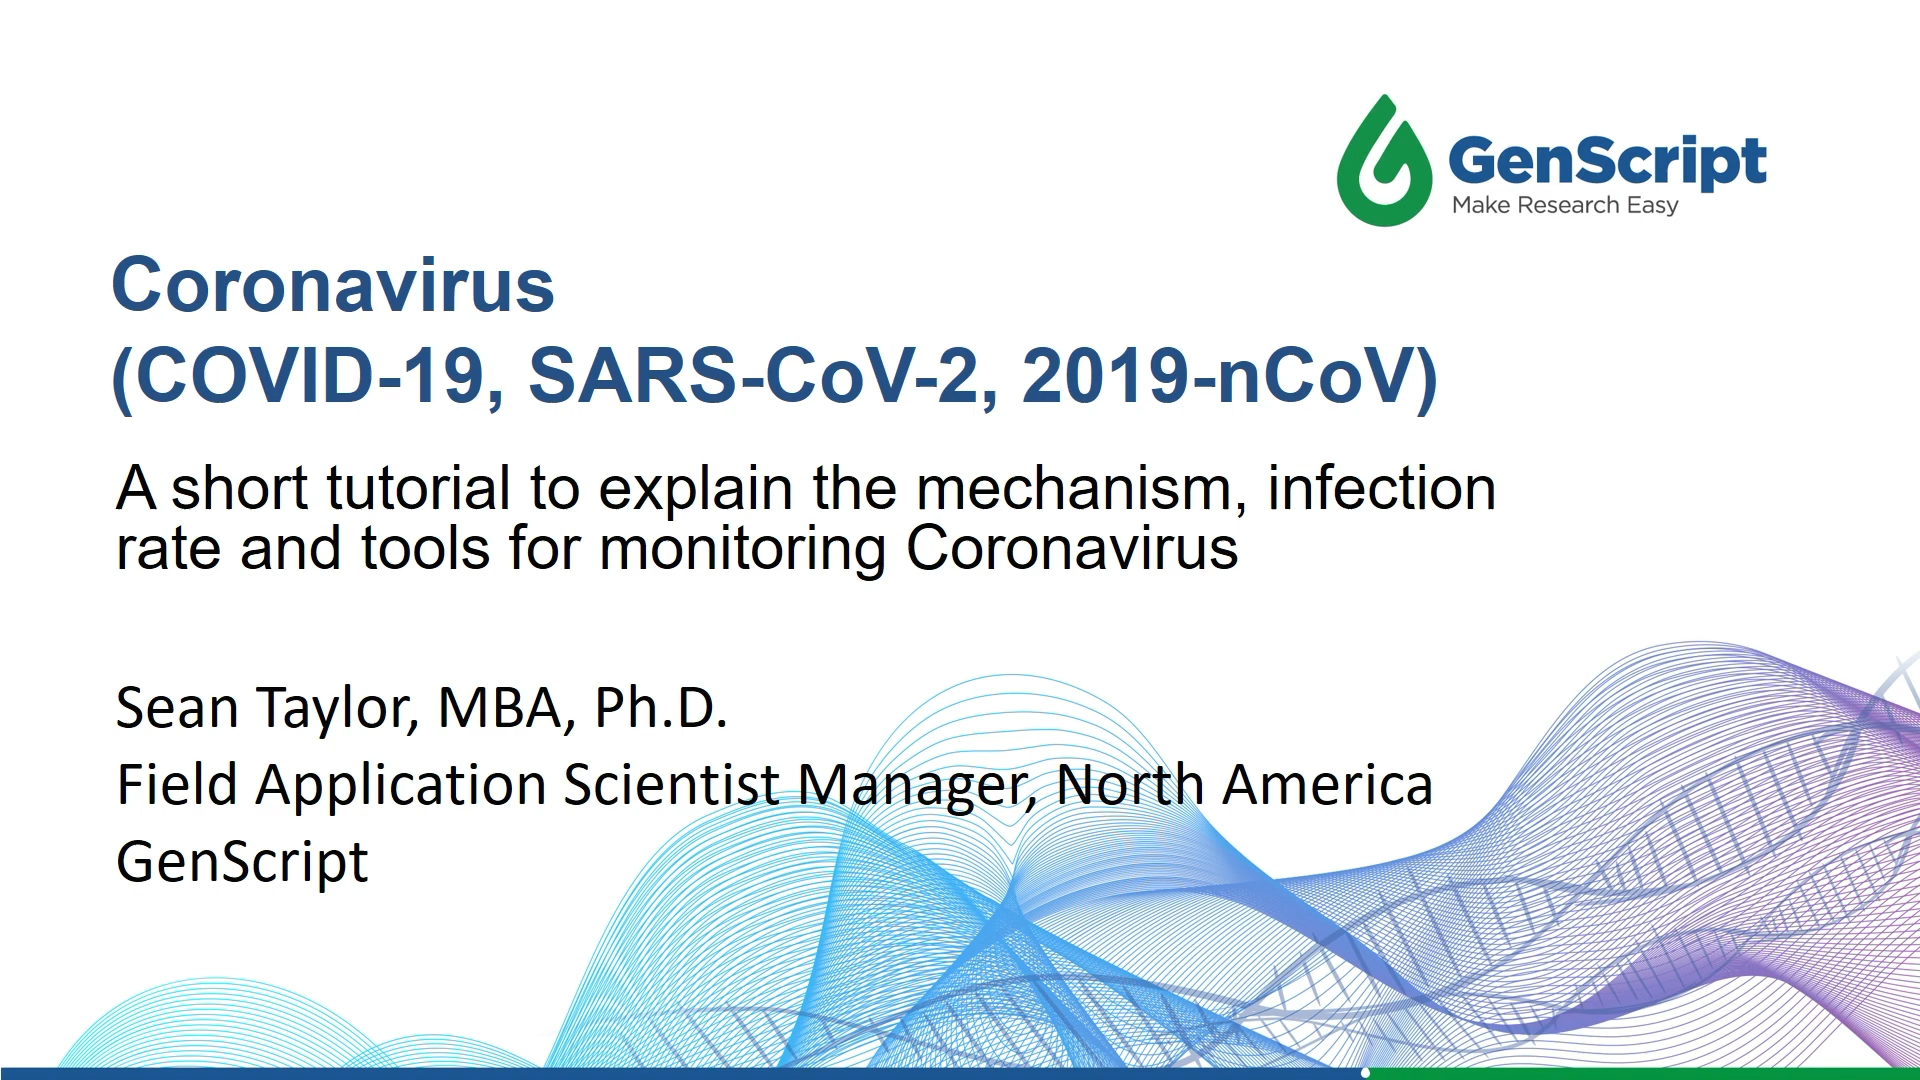 GenScript
Make Research Easy
Coronavirus
(COVID-19, SARS-CoV-2, 2019-nCoV)
A short tutorial to explain the mechanism, infection
rate and tools for monitoring Coronavirus
Sean Taylor, MBA, Ph.D.
Field Application Scientist Manager, North America
GenScript